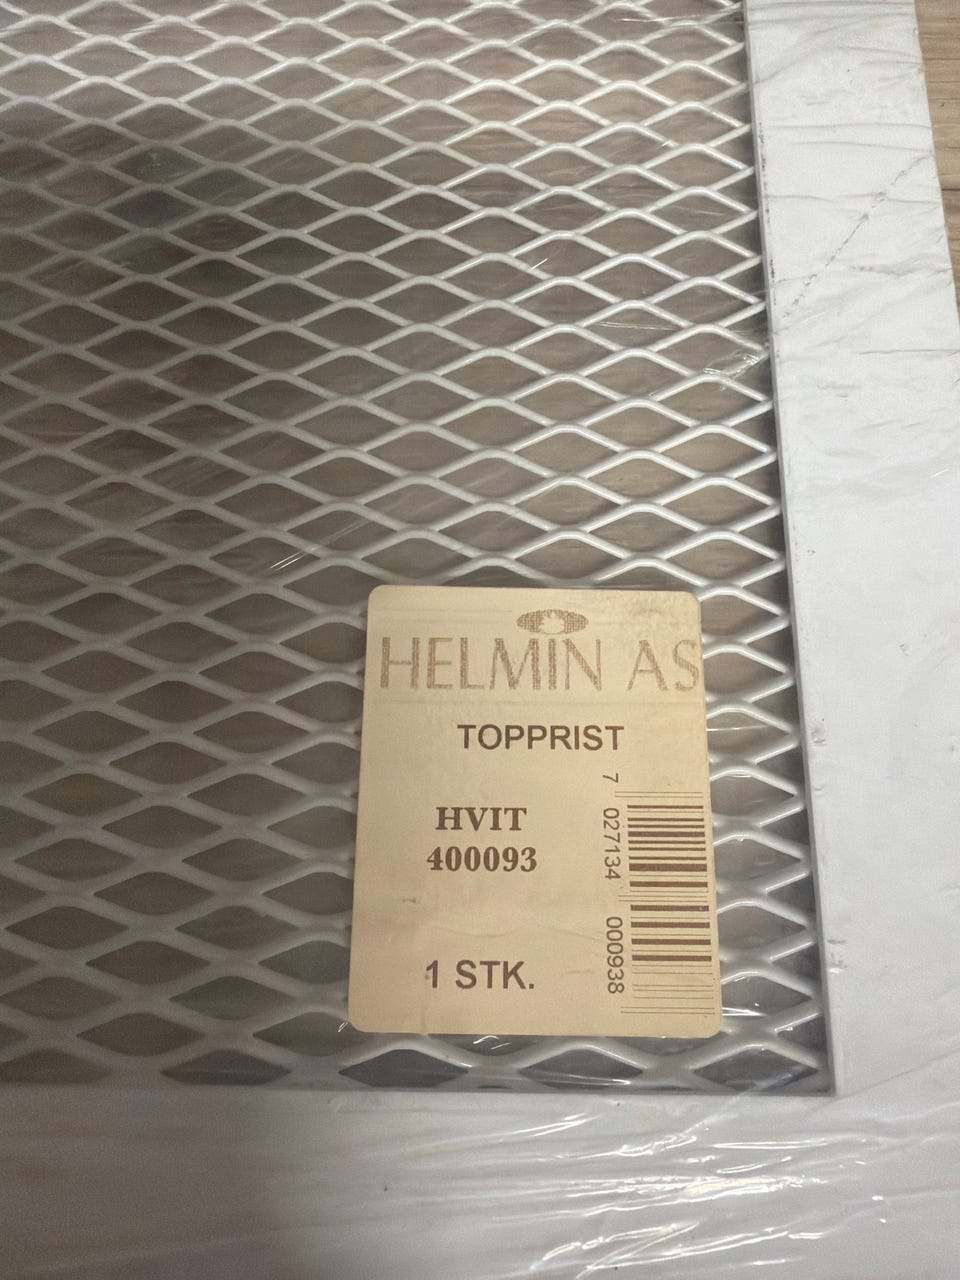 HELMIN AS
TOPPRIST
HVIT
400093
1 STK.
7 027134 000938